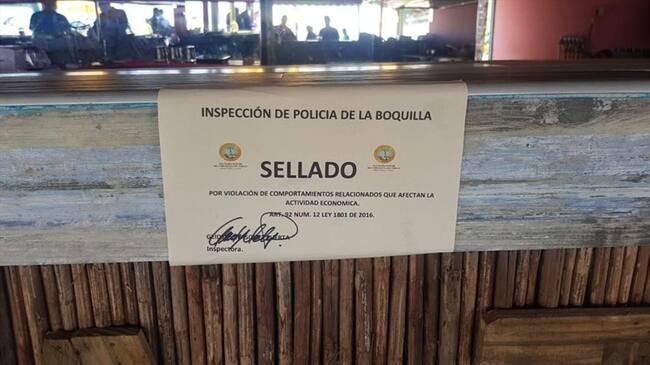 INSPECCIÓN DE POLICIA DE LA BOQUILLA
SELLADO
POR VIOLACIÓN DE COMPORTAMIENTOS RELACIONADOS QUE AFECTAN LA
ACTIVIDAD ECONOMICA.
ART. 92 NUM. 12 LEY 1801 DE 2016.
Inspectora.